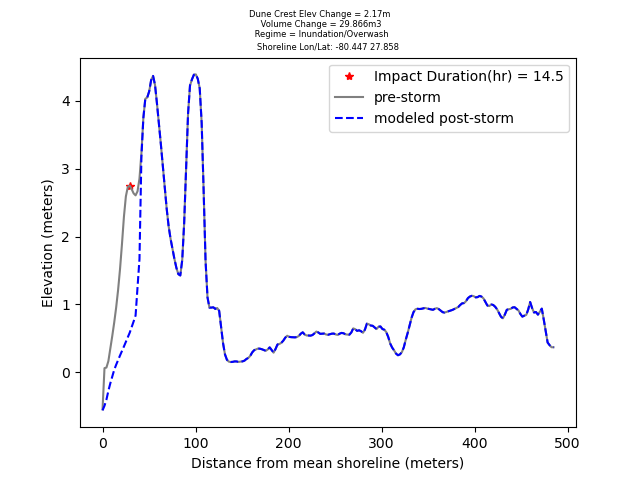 Dune Crest Elev Change = 2.17m
Volume Change = 29.866m3
Regime = Inundation/Overwash
Shoreline Lon/Lat: -80.447 27.858
Impact Duration(hr) = 14.5
pre-storm
modeled post-storm
Elevation (meters)
4
3
2
1
0
0 100 200 300 400 500
Distance from mean shoreline (meters)